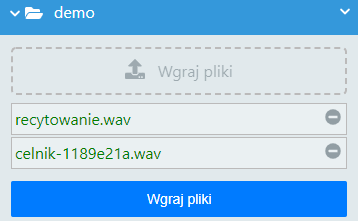 demo
Wgraj pliki
recytowanie.wav
celnik-1189e21a.wav
Wgraj pliki